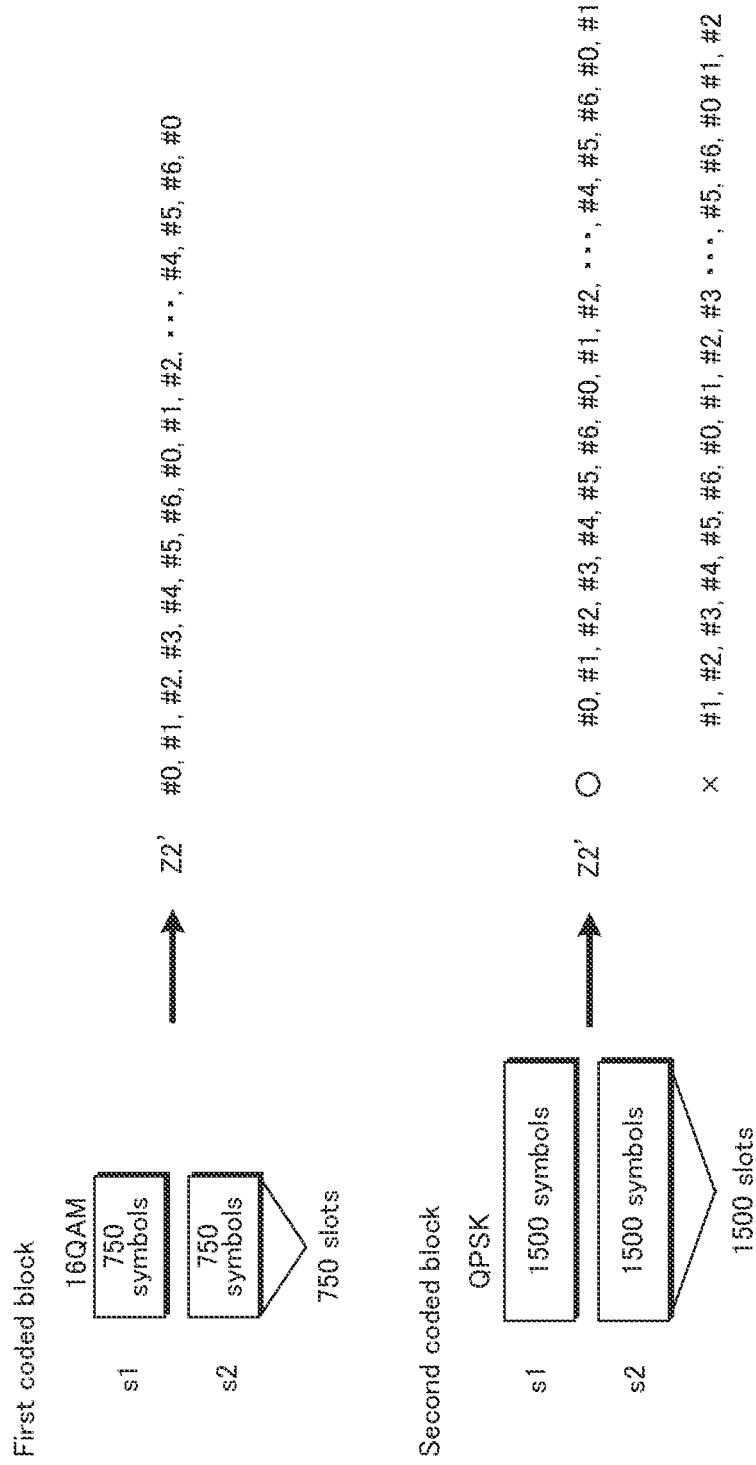 First coded block
16QAM
s1
750
symbols
s2
750
symbols
750 slots
Z2' #0, #1, #2, #3, #4, #5, #6, #0, #1, #2, ･･･, #4, #5, #6, #0
Second coded block
QPSK
s1
1500 symbols
s2
1500 symbols
1500 slots
Z2' ○ #0, #1, #2, #3, #4, #5, #6, #0, #1, #2, ･･･, #4, #5, #6, #0, #1
× #1, #2, #3, #4, #5, #6, #0, #1, #2, #3 ･･･, #5, #6, #0 #1, #2